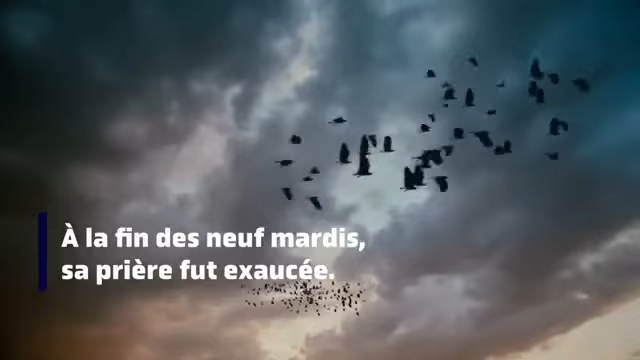 À la fin des neuf mardis,
sa prière fut exaucée.